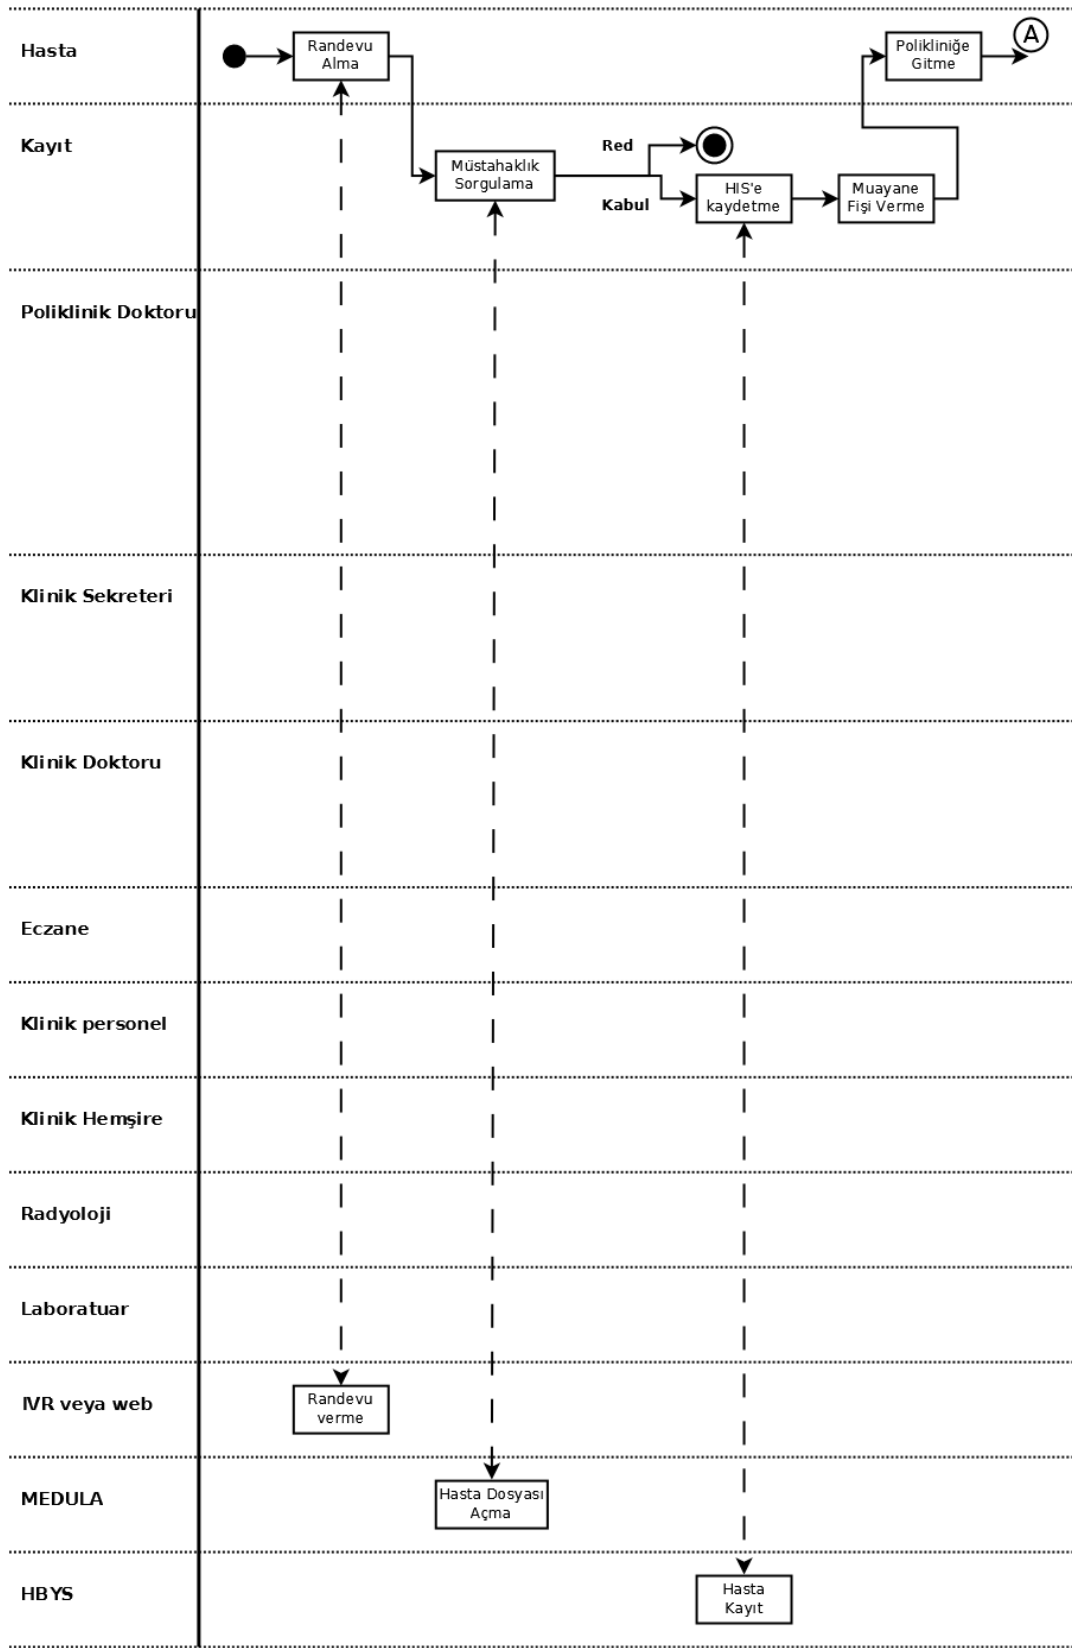 Hasta
Randevu
Alma
Polikliniğe
Gitme
A
Kayıt
Müstahaklık
Sorgulama
Red
Kabul
HIS'e
kaydetme
Muayane
Fişi Verme
Poliklinik Doktoru
Klinik Sekreteri
Klinik Doktoru
Eczane
Klinik personel
Klinik Hemşire
Radyoloji
Laboratuar
IVR veya web
Randevu
verme
MEDULA
Hasta Dosyası
Açma
HBYS
Hasta
Kayıt